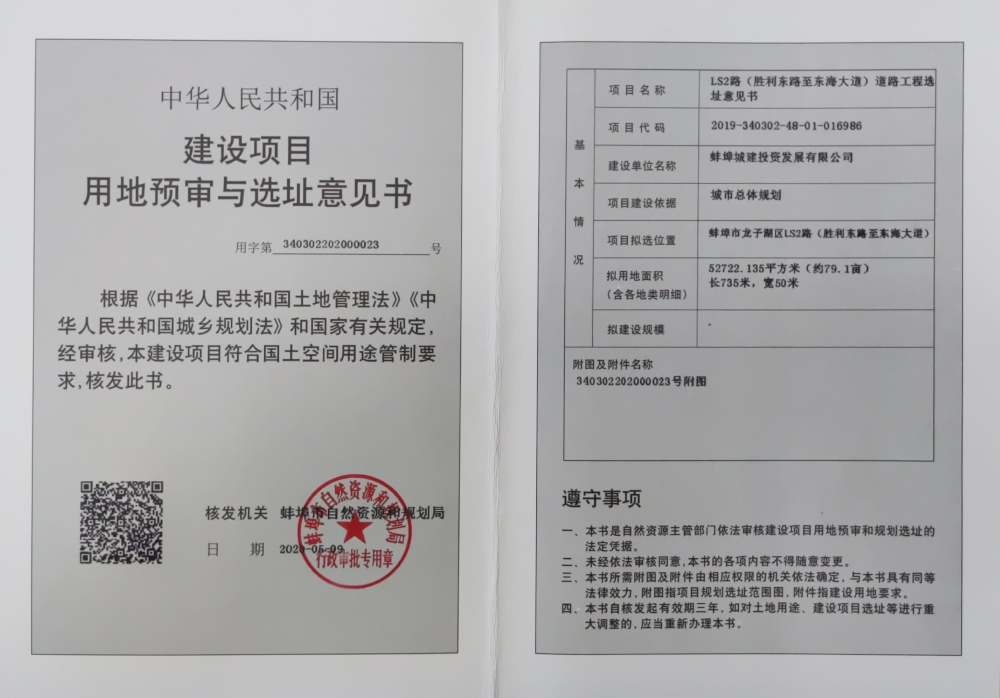 中华人民共和国
建设项目
用地预审与选址意见书
用字第 340302202000023 号
根据《中华人民共和国土地管理法》《中
华人民共和国城乡规划法》和国家有关规定,
经审核,本建设项目符合国土空间用途管制要
求,核发此书。
核发机关 蚌埠市自然资源和规划局
日 期 2020-05-09
蚌埠市自然资源和规划局
行政审批专用章
基本情况
项目名称 LS2路（胜利东路至东海大道）道路工程选
址意见书
项目代码 2019-340302-48-01-016986
建设单位名称 蚌埠城建投资发展有限公司
项目建设依据 城市总体规划
项目拟选位置 蚌埠市龙子湖区LS2路（胜利东路至东海大道）
拟用地面积 52722.135平方米（约79.1亩）
（含各地类明细） 长735米，宽50米
拟建设规模 -
附图及附件名称
340302202000023号附图
遵守事项
一、本书是自然资源主管部门依法审核建设项目用地预审和规划选址的
法定凭据。
二、未经依法审核同意,本书的各项内容不得随意变更。
三、本书所需附图及附件由相应权限的机关依法确定，与本书具有同等
法律效力，附图指项目规划选址范围图，附件指建设用地要求。
四、本书自核发起有效期三年，如对土地用途、建设项目选址等进行重
大调整的，应当重新办理本书。